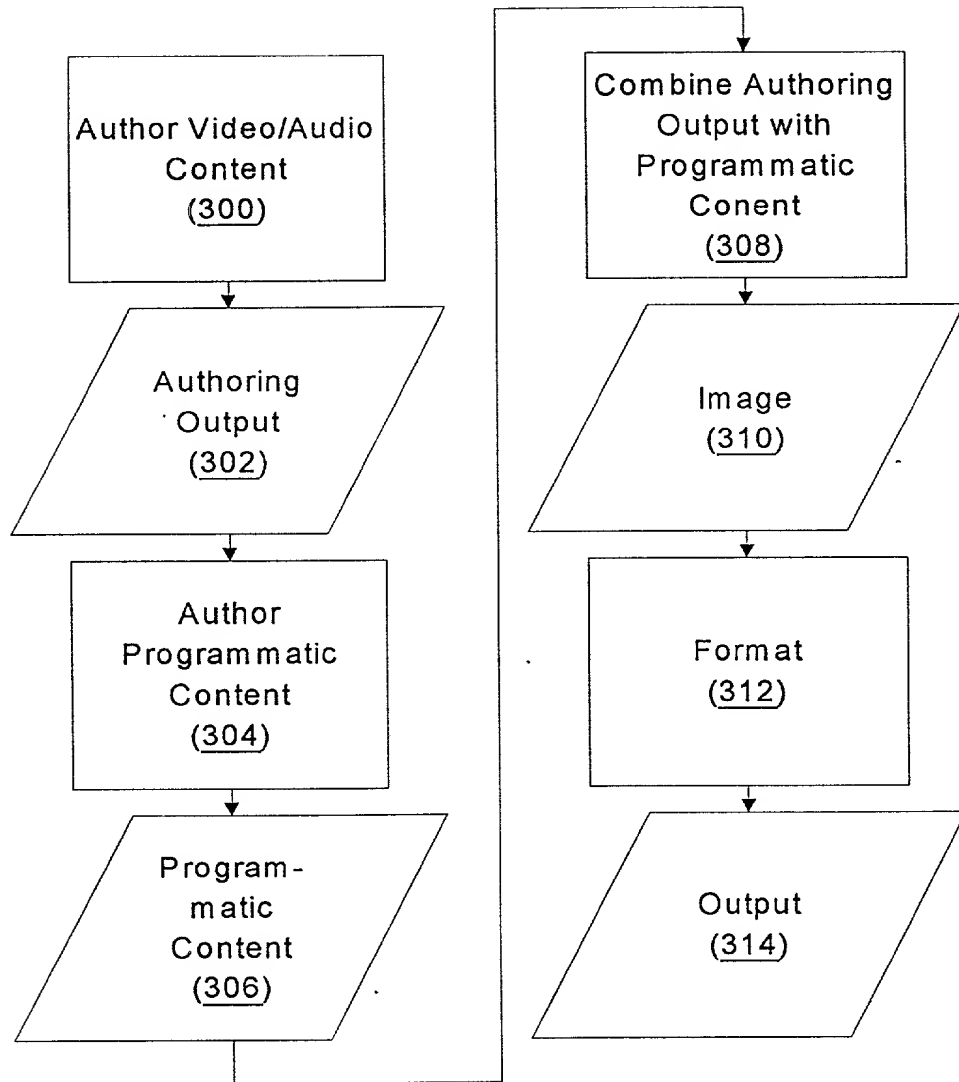 Author Video/Audio
Content
(300)
Authoring
Output
(302)
Author
Programmatic
Content
(304)
Program-
matic
Content
(306)
Combine Authoring
Output with
Programmatic
Conent
(308)
Image
(310)
Format
(312)
Output
(314)